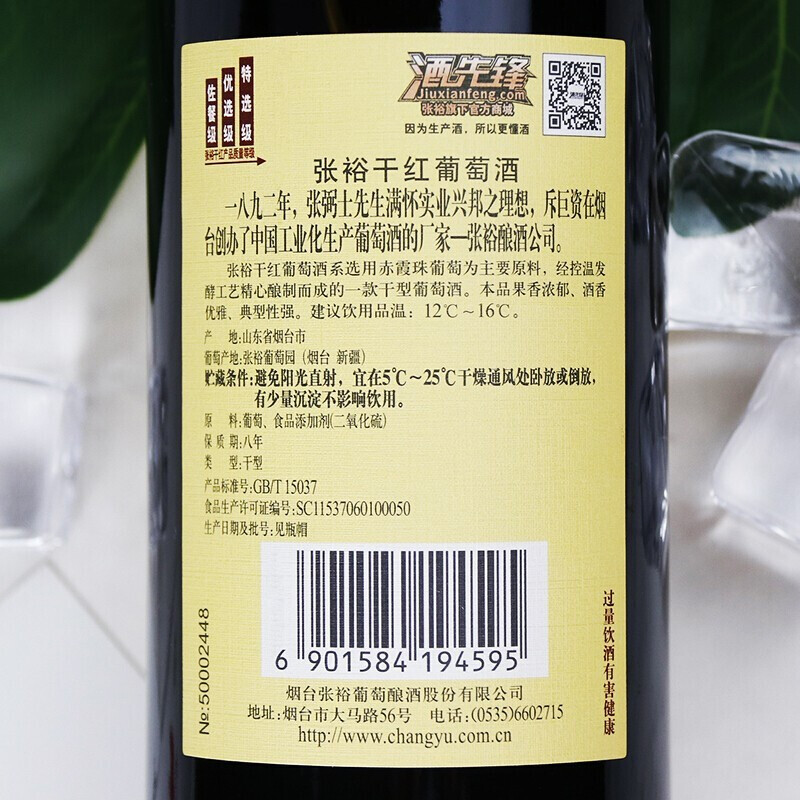 特选级
优选级
佐餐级
张裕干红产品质量等级
酒先锋
Jiuxianfeng.com
张裕旗下官方商城
因为生产酒，所以更懂酒
张裕干红葡萄酒
一八九二年，张弼士先生满怀实业兴邦之理想，斥巨资在烟
台创办了中国工业化生产葡萄酒的厂家—张裕酿酒公司。
张裕干红葡萄酒系选用赤霞珠葡萄为主要原料，经控温发
酵工艺精心酿制而成的一款干型葡萄酒。本品果香浓郁、酒香
优雅、典型性强。建议饮用品温：12℃～16℃。
产 地:山东省烟台市
葡萄产地:张裕葡萄园（烟台 新疆）
贮藏条件:避免阳光直射，宜在5℃～25℃干燥通风处卧放或倒放，
有少量沉淀不影响饮用。
原 料:葡萄、食品添加剂(二氧化硫)
保 质 期:八年
类 型:干型
产品标准号:GB/T 15037
食品生产许可证编号:SC11537060100050
生产日期及批号:见瓶帽
6 901584 194595
№:50002448
过量饮酒有害健康
烟台张裕葡萄酿酒股份有限公司
地址:烟台市大马路56号 电话:(0535)6602715
http://www.changyu.com.cn